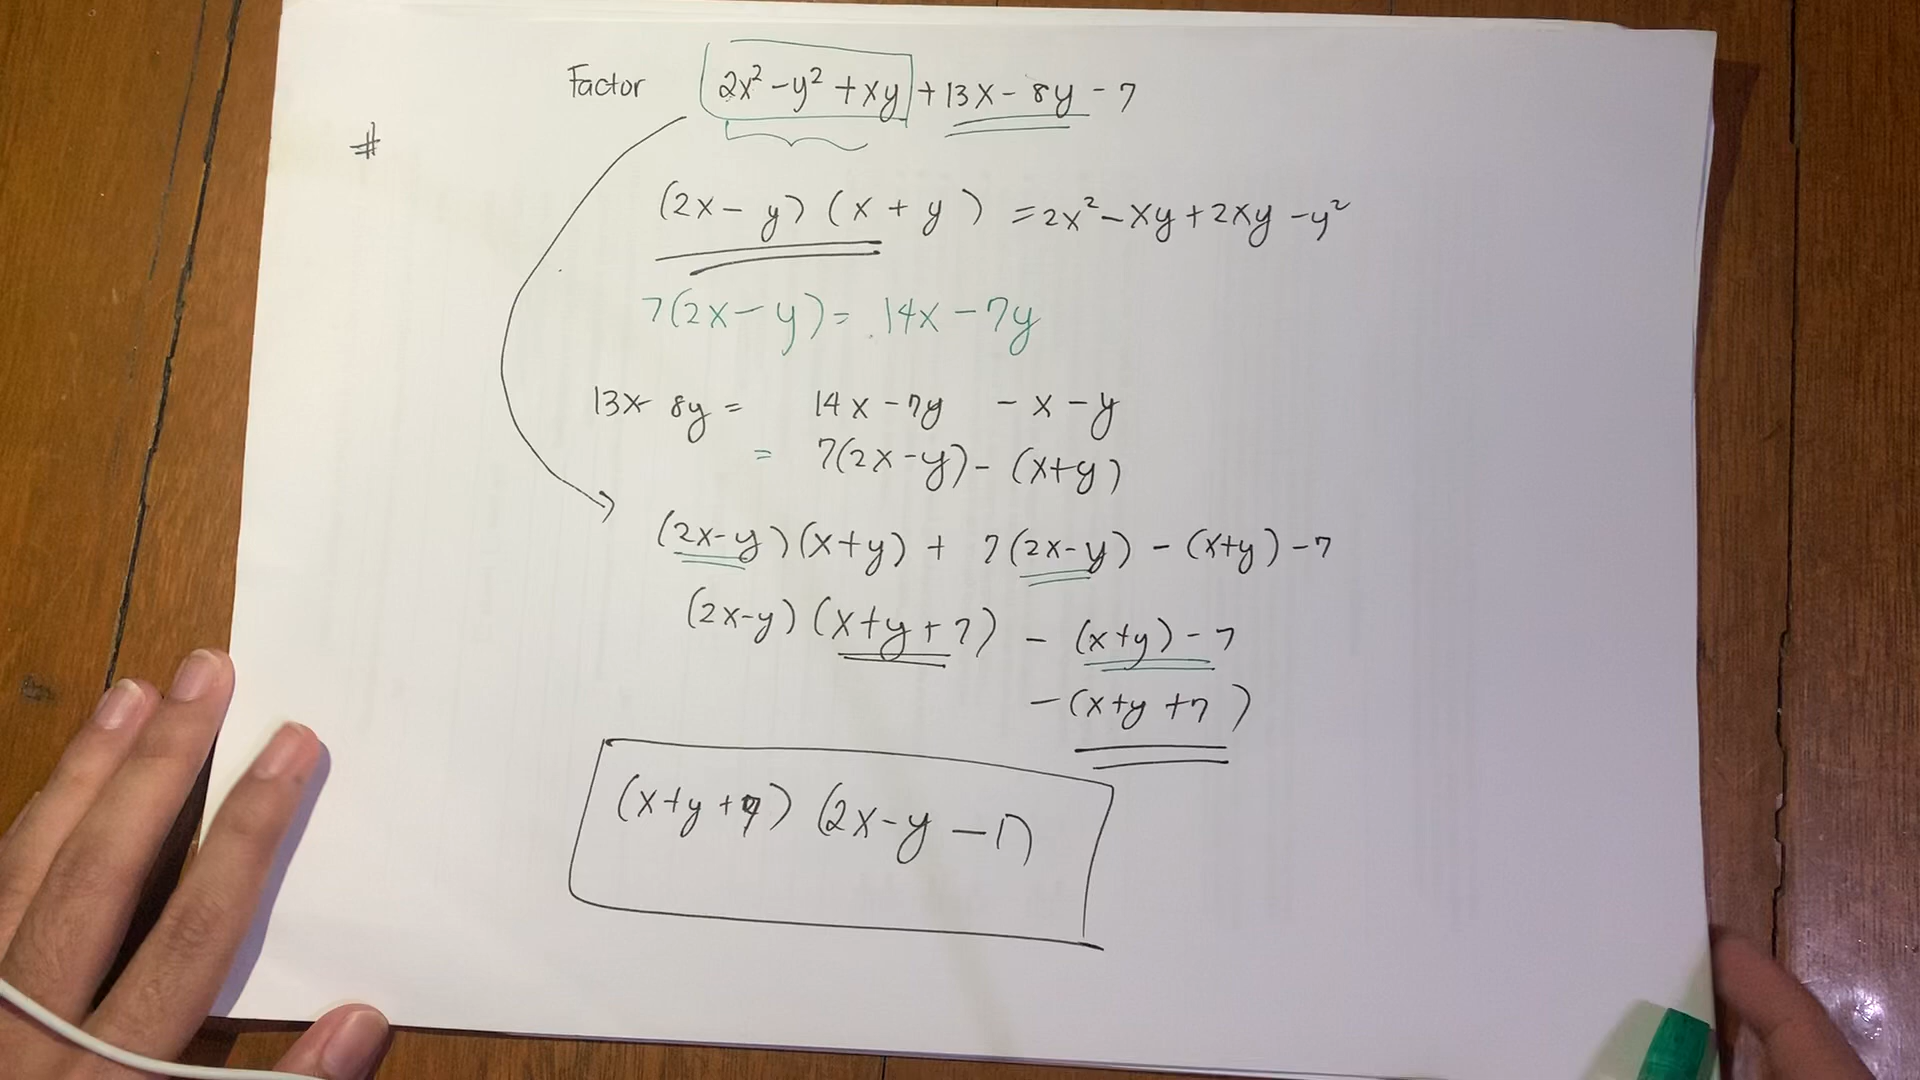 Factor 2x² - y² + xy + 13x - 8y - 7
#
(2x - y) (x + y) = 2x² - xy + 2xy - y²
7(2x - y) = 14x - 7y
13x - 8y = 14x - 7y - x - y
= 7(2x - y) - (x + y)
(2x - y)(x + y) + 7(2x - y) - (x + y) - 7
(2x - y) (x + y + 7) - (x + y) - 7
- (x + y + 7)
(x + y + 7) (2x - y - 1)